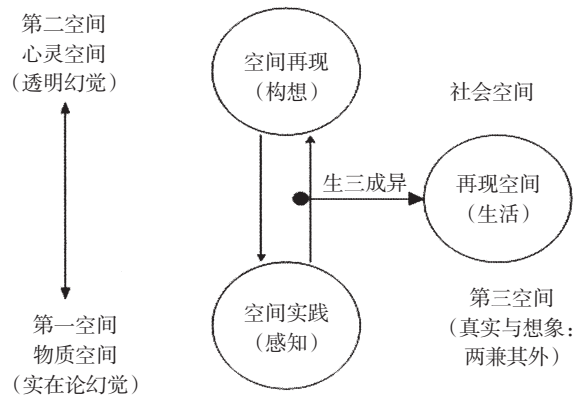 第二空间
心灵空间
（透明幻觉）
空间再现
（构想）
社会空间
生三成异
再现空间
（生活）
第一空间
物质空间
（实在论幻觉）
空间实践
（感知）
第三空间
（真实与想象：
两兼其外）